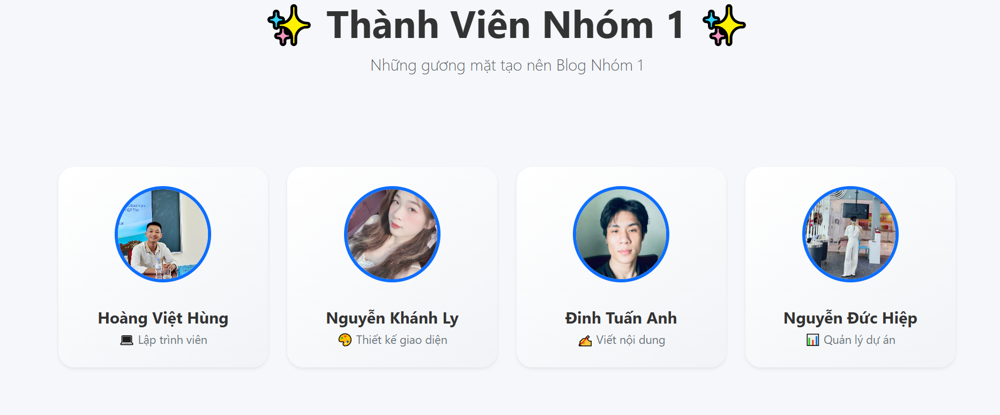 ✨ Thành Viên Nhóm 1 ✨
Những gương mặt tạo nên Blog Nhóm 1
Hoàng Việt Hùng
💻 Lập trình viên
Nguyễn Khánh Ly
🎨 Thiết kế giao diện
Đinh Tuấn Anh
✍️ Viết nội dung
Nguyễn Đức Hiệp
📊 Quản lý dự án